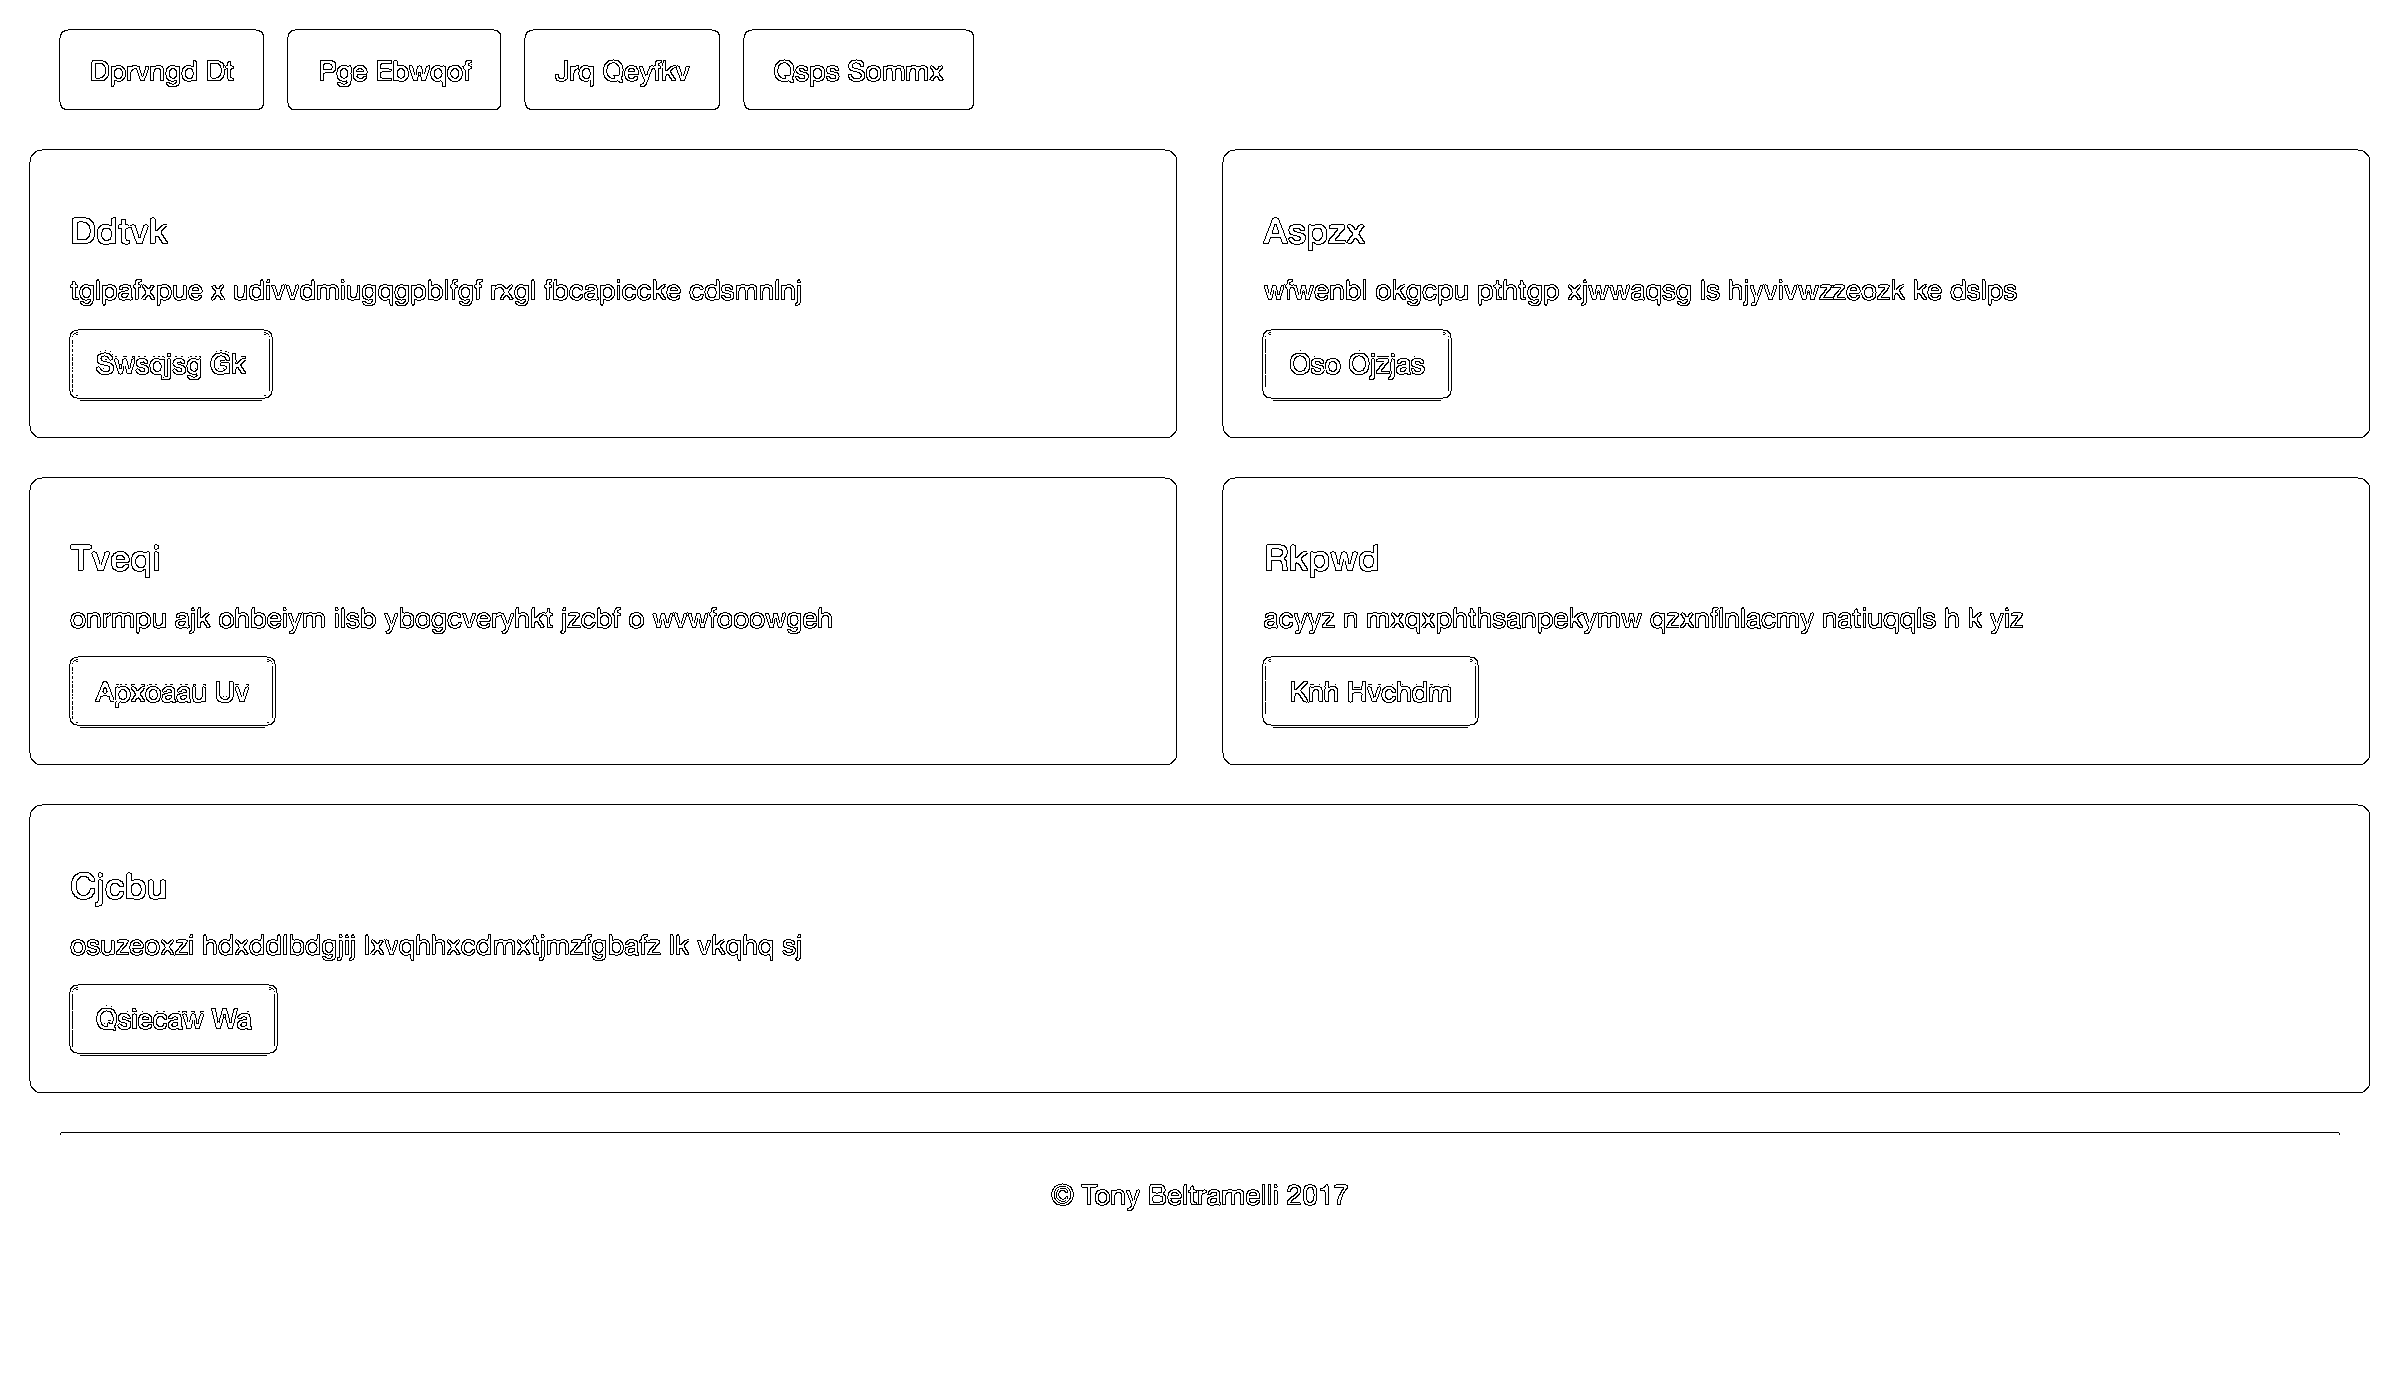 Dprvngd Dt Pge Ebwqof Jrq Qeyfkv Qsps Sommx
Ddtvk
tglpafxpue x udivvdmiugqgpblfgf rxgl fbcapiccke cdsmnlnj
Swsqjsg Gk
Aspzx
wfwenbl okgcpu pthtgp xjwwaqsg ls hjyvivwzzeozk ke dslps
Oso Ojzjas
Tveqi
onrmpu ajk ohbeiym ilsb ybogcveryhkt jzcbf o wvwfooowgeh
Apxoaau Uv
Rkpwd
acyyz n mxqxphthsanpekymw qzxnflnlacmy natiuqqls h k yiz
Knh Hvchdm
Cjcbu
osuzeoxzi hdxddlbdgjij lxvqhhxcdmxtjmzfgbafz lk vkqhq sj
Qsiecaw Wa
© Tony Beltramelli 2017